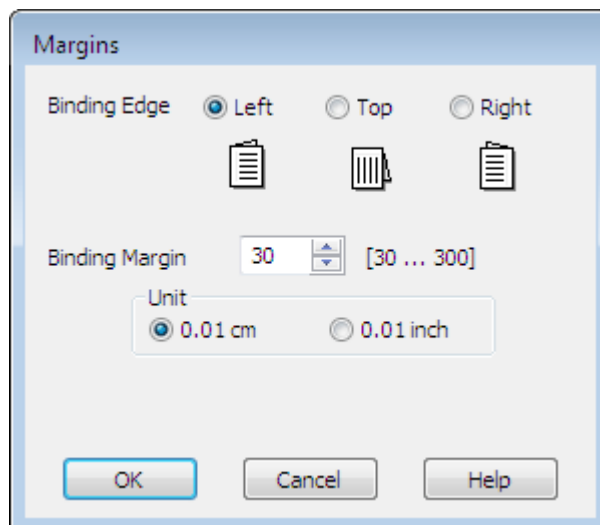 Margins
Binding Edge Left Top Right
Binding Margin 30 [30 ... 300]
Unit
0.01 cm 0.01 inch
OK Cancel Help